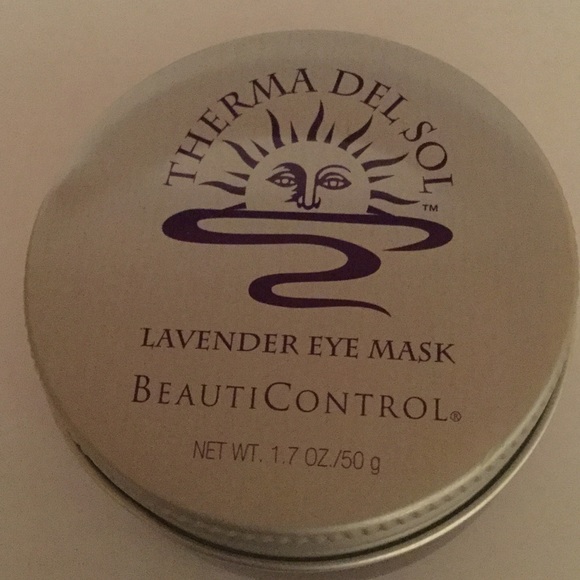 THERMA DEL SOL™
LAVENDER EYE MASK
BEAUTICONTROL®
NET WT. 1.7 OZ./50 g